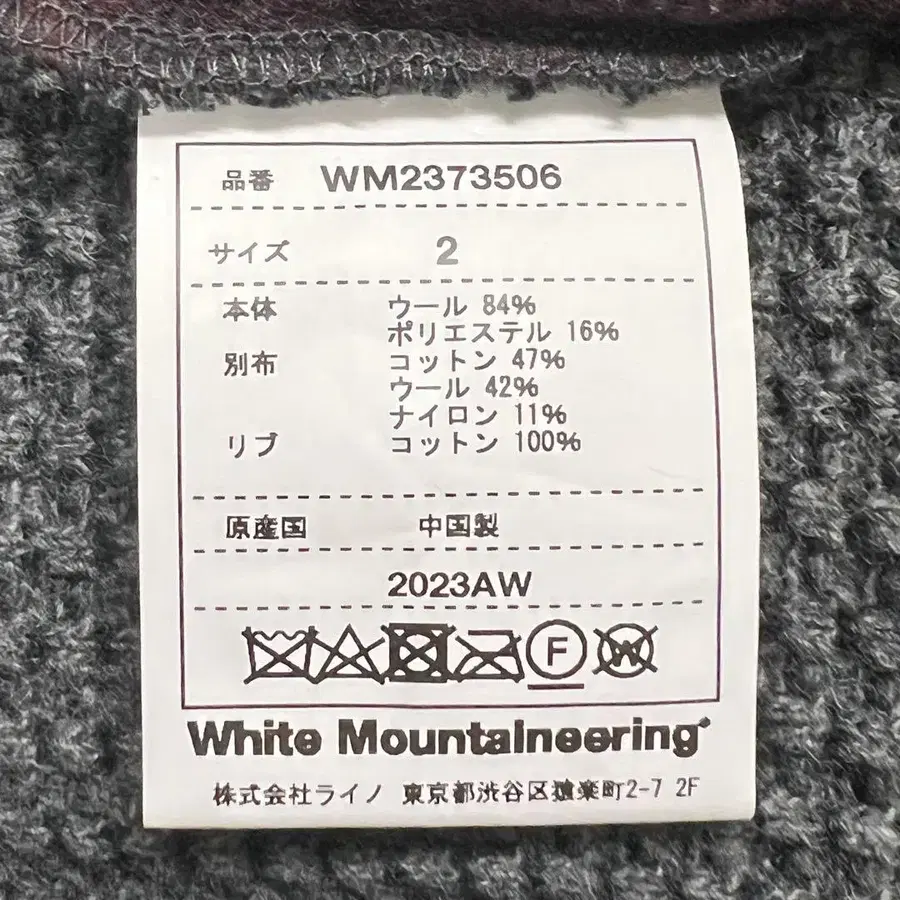 品番 WM2373506
サイズ 2
本体 ウール 84%
ポリエステル 16%
別布 コットン 47%
ウール 42%
ナイロン 11%
リブ コットン 100%
原産国 中国製
2023AW
F W
White Mountaineering
株式会社ライノ 東京都渋谷区猿楽町2-7 2F